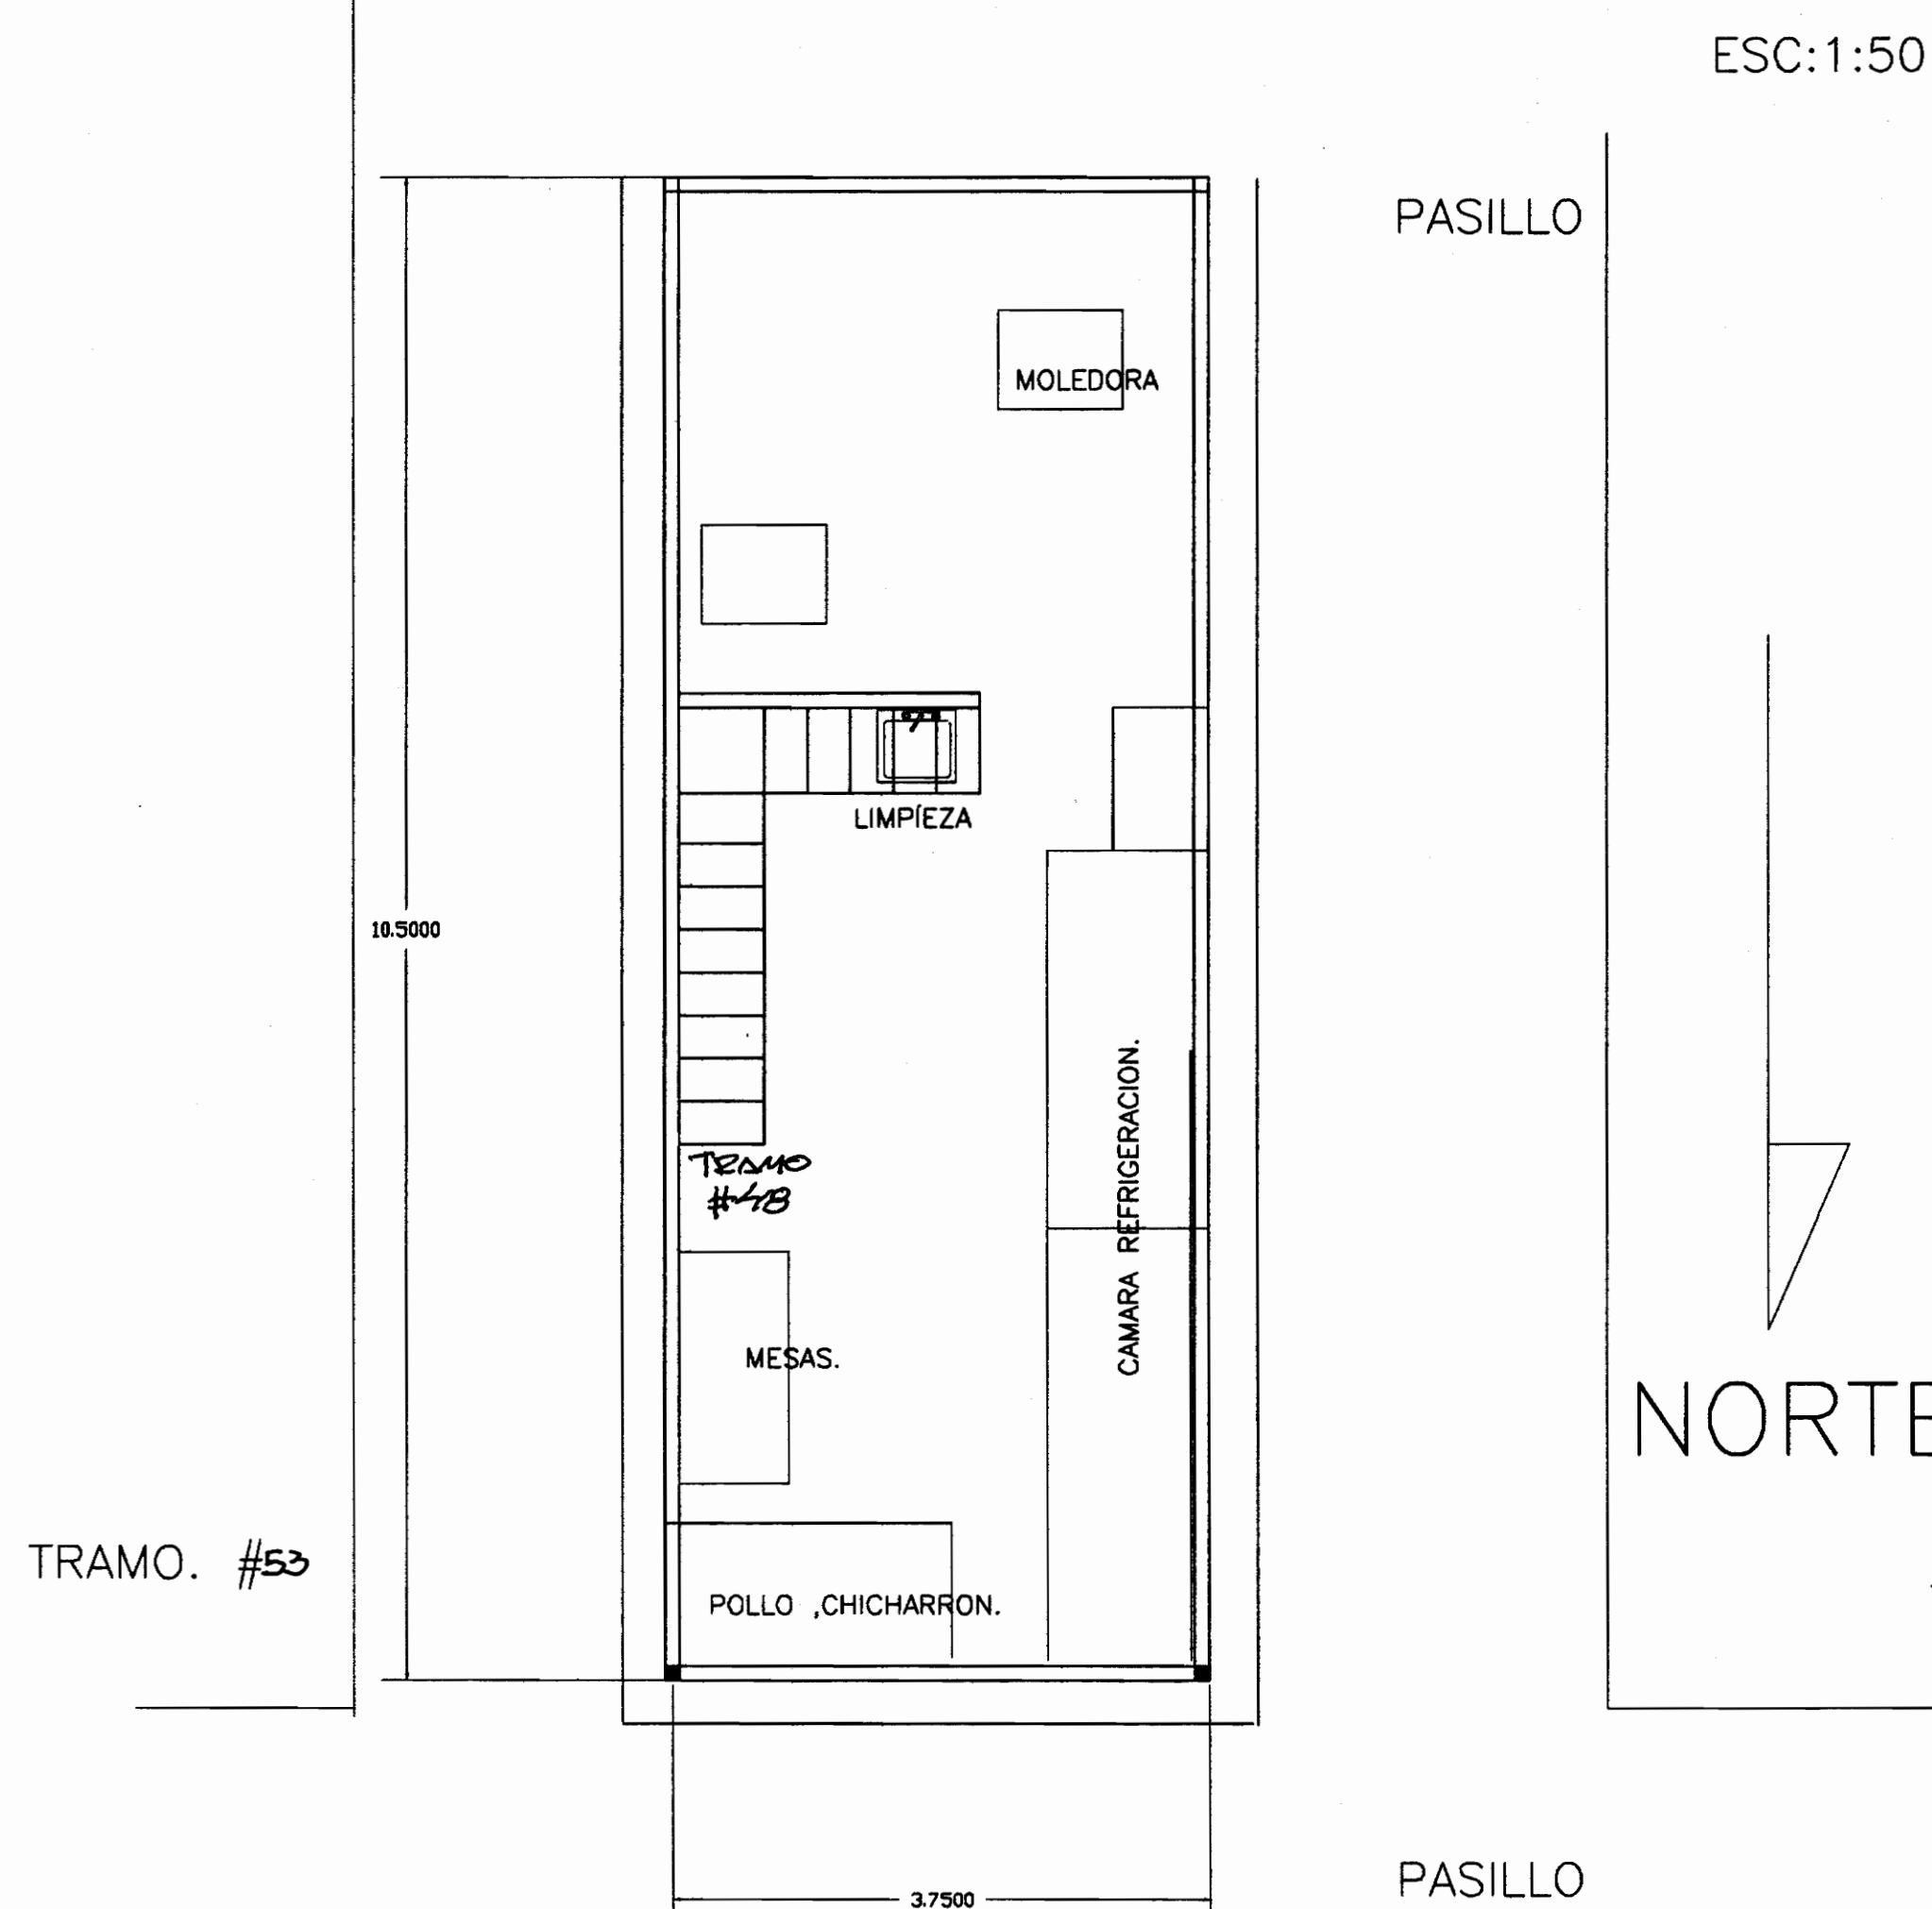 ESC:1:50
PASILLO
MOLEDORA
LIMPÍEZA
10.5000
CAMARA REFRIGERACION.
TRAMO
#48
MESAS.
NORTE
TRAMO. #53
POLLO ,CHICHARRON.
PASILLO
3.7500